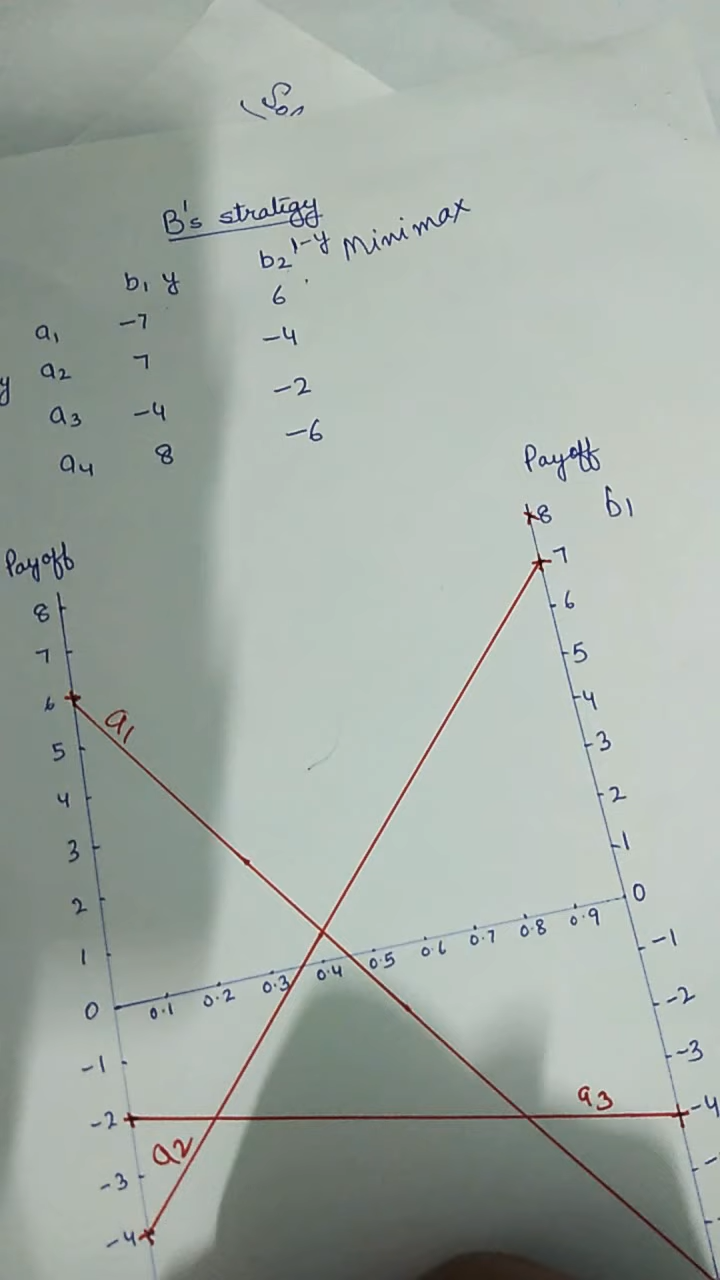 B's strategy
b1 y b2 1-y Minimax
a1 -7 6
a2 7 -4
y a3 -4 -2
a4 8 -6
Payoff
b1
8
7
6
5
4
3
2
1
0
-1
-2
-3
-4
Payoff
8
7
6
5
4
3
2
1
0
-1
-2
-3
-4
0.1 0.2 0.3 0.4 0.5 0.6 0.7 0.8 0.9
a1
a2
a3